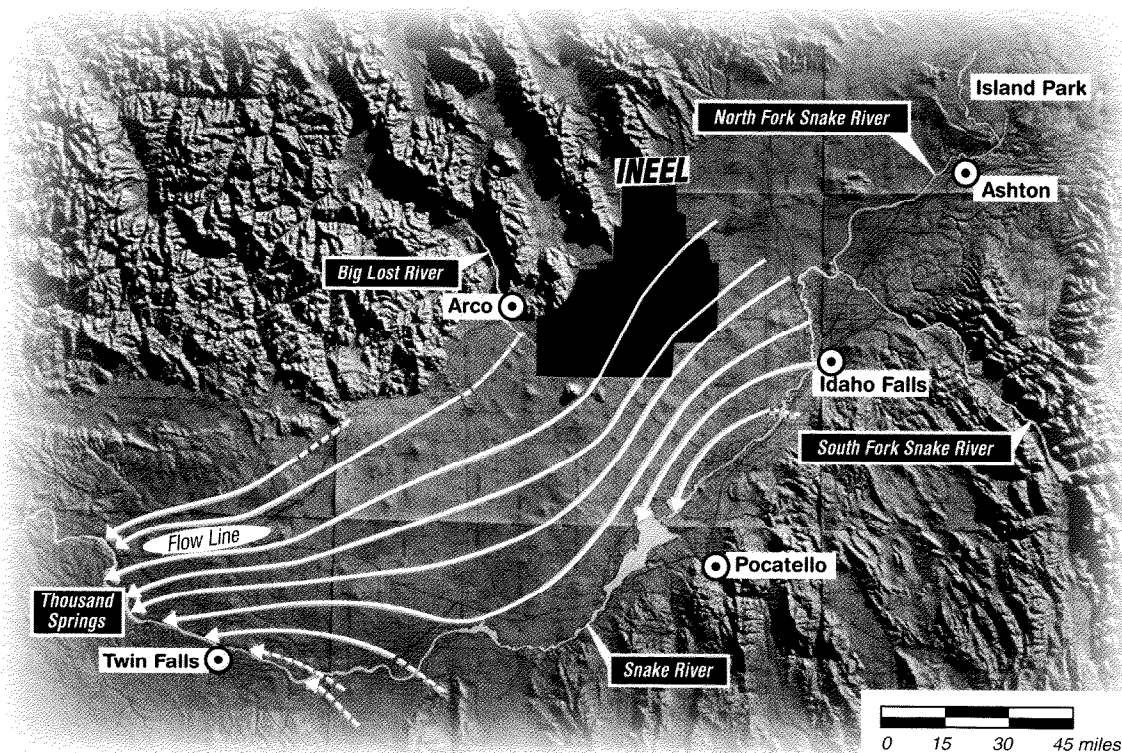 Island Park
North Fork Snake River
INEEL
Ashton
Big Lost River
Arco
Idaho Falls
South Fork Snake River
Flow Line
Pocatello
Thousand
Springs
Twin Falls
Snake River
0 15 30 45 miles